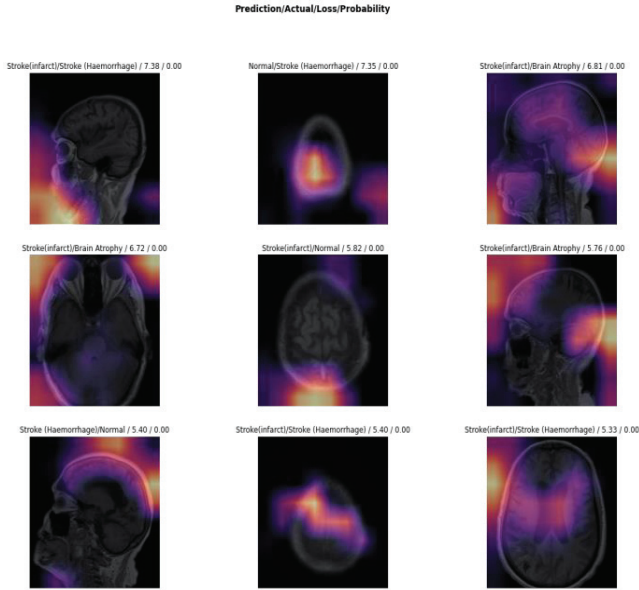 Prediction/Actual/Loss/Probability
Stroke(infarct)/Stroke (Haemorrhage) / 7.38 / 0.00
Normal/Stroke (Haemorrhage) / 7.35 / 0.00
Stroke(infarct)/Brain Atrophy / 6.81 / 0.00
Stroke(infarct)/Brain Atrophy / 6.72 / 0.00
Stroke(infarct)/Normal / 5.82 / 0.00
Stroke(infarct)/Brain Atrophy / 5.76 / 0.00
Stroke (Haemorrhage)/Normal / 5.40 / 0.00
Stroke(infarct)/Stroke (Haemorrhage) / 5.40 / 0.00
Stroke(infarct)/Stroke (Haemorrhage) / 5.33 / 0.00